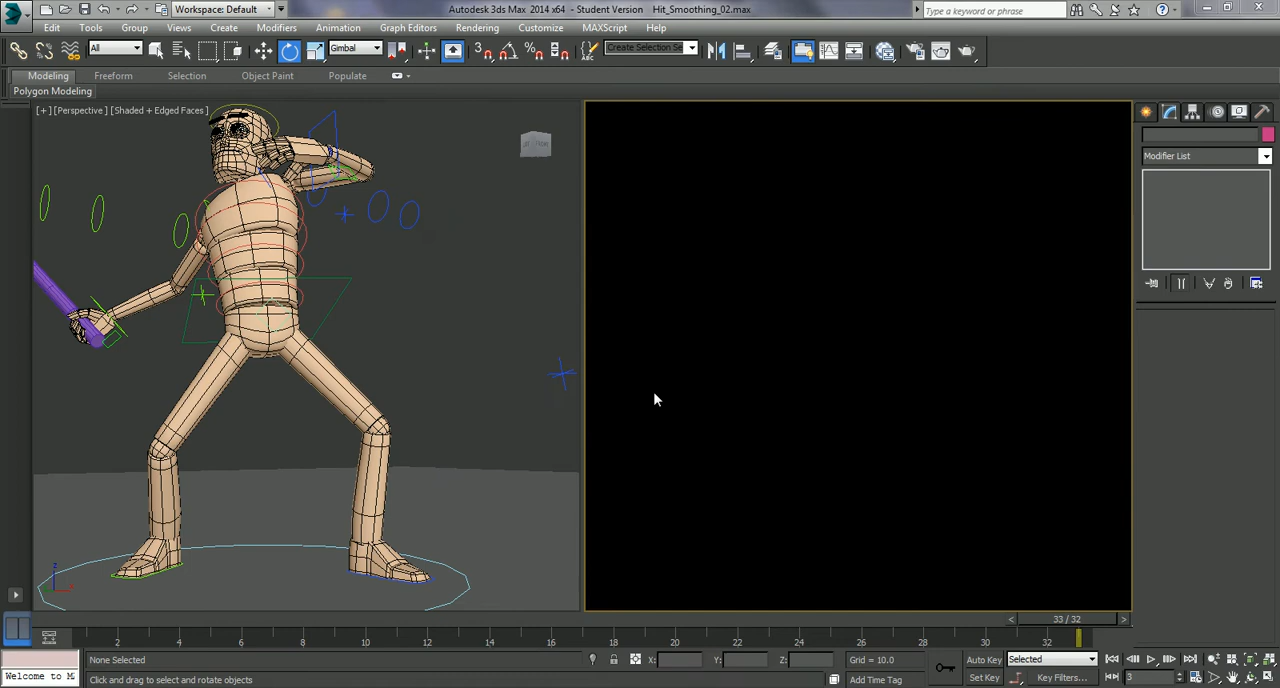 Workspace: Default
Autodesk 3ds Max 2014 x64 - Student Version Hit_Smoothing_02.max
Type a keyword or phrase
Edit Tools Group Views Create Modifiers Animation Graph Editors Rendering Customize MAXScript Help
All
Gimbal
Create Selection Se
Modeling Freeform Selection Object Paint Populate
Polygon Modeling
[+] [Perspective] [Shaded + Edged Faces]
Modifier List
33 / 32
2 4 6 8 10 12 14 16 18 20 22 24 26 28 30 32
None Selected
X: Y: Z: Grid = 10.0
Auto Key Selected
Welcome to M
Click and drag to select and rotate objects
Add Time Tag
Set Key Key Filters... 3